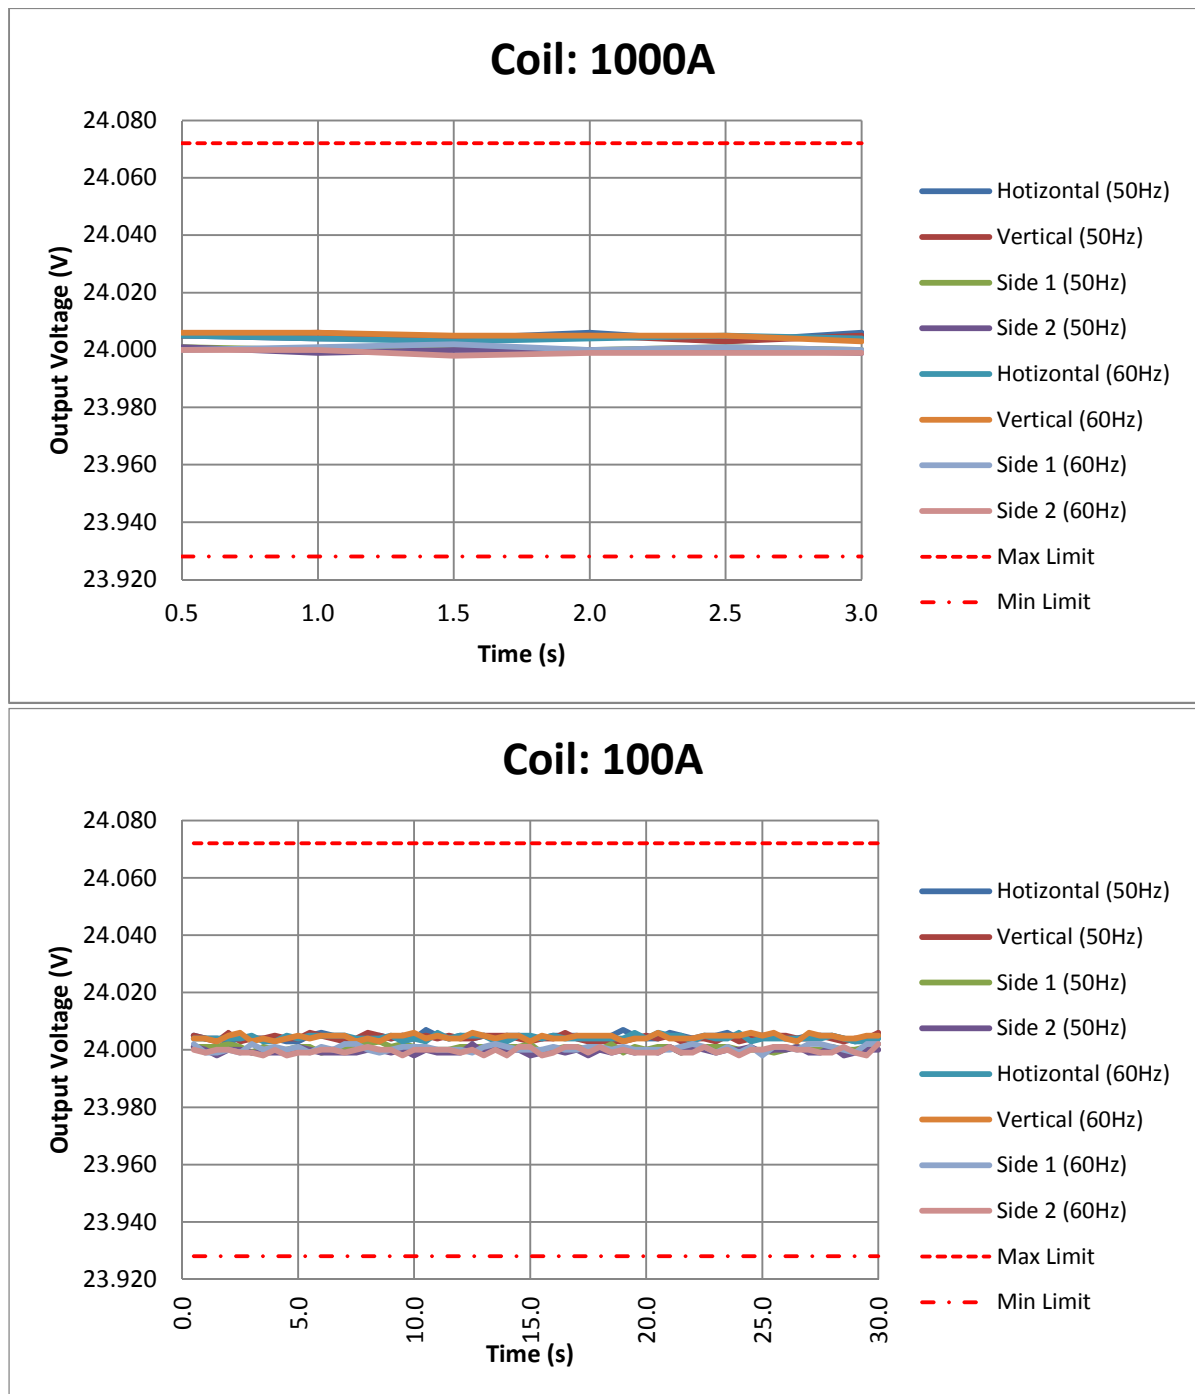 Coil: 1000A
24.080
24.060
24.040
24.020
24.000
23.980
23.960
23.940
23.920
Output Voltage (V)
0.5 1.0 1.5 2.0 2.5 3.0
Time (s)
Hotizontal (50Hz)
Vertical (50Hz)
Side 1 (50Hz)
Side 2 (50Hz)
Hotizontal (60Hz)
Vertical (60Hz)
Side 1 (60Hz)
Side 2 (60Hz)
Max Limit
Min Limit
Coil: 100A
24.080
24.060
24.040
24.020
24.000
23.980
23.960
23.940
23.920
Output Voltage (V)
0.0 5.0 10.0 15.0 20.0 25.0 30.0
Time (s)
Hotizontal (50Hz)
Vertical (50Hz)
Side 1 (50Hz)
Side 2 (50Hz)
Hotizontal (60Hz)
Vertical (60Hz)
Side 1 (60Hz)
Side 2 (60Hz)
Max Limit
Min Limit